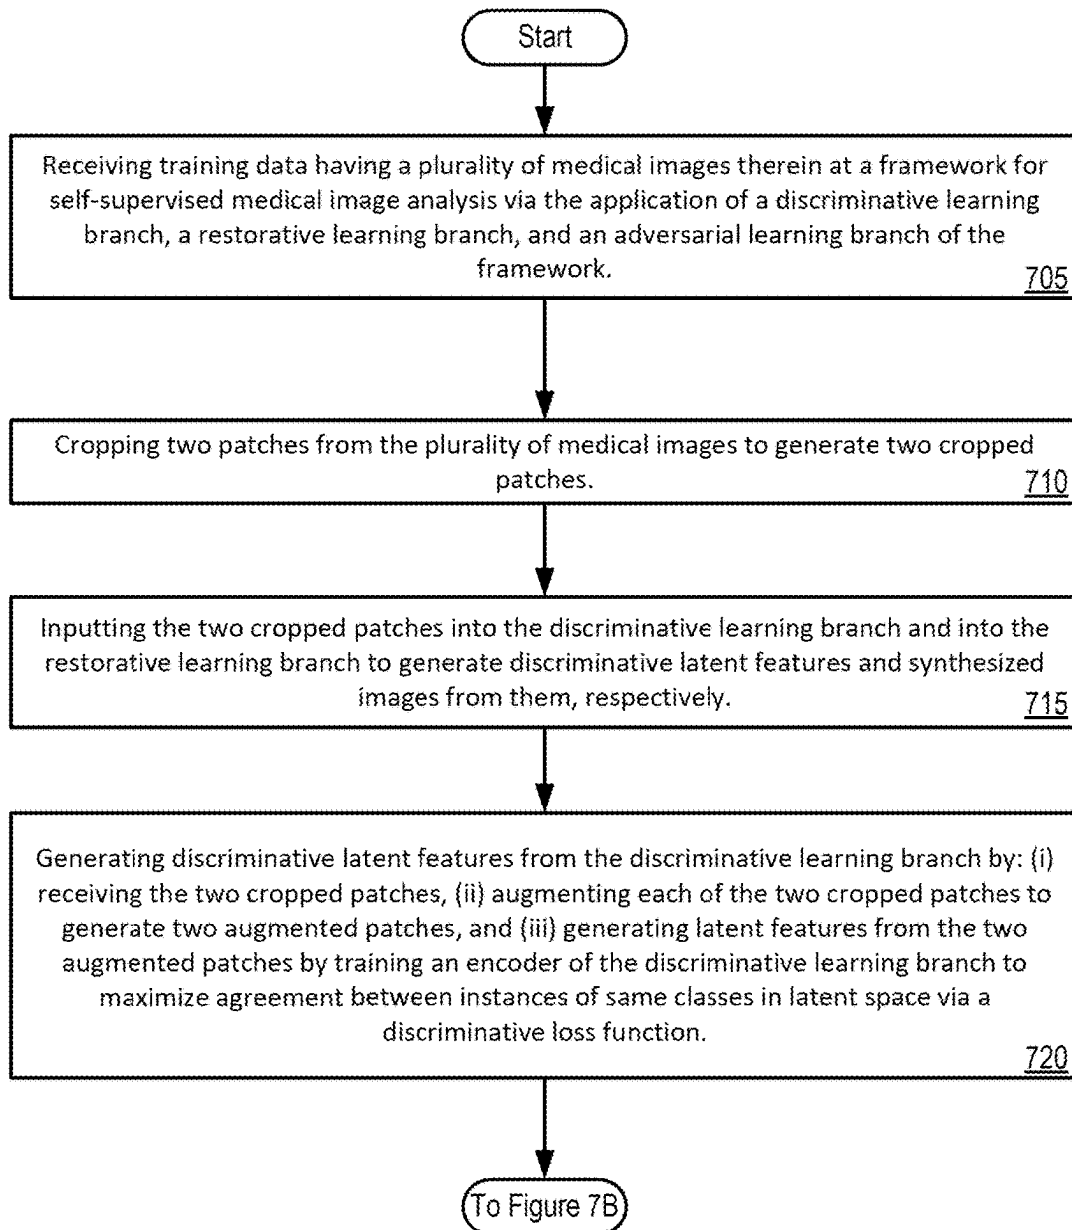 Start
Receiving training data having a plurality of medical images therein at a framework for
self-supervised medical image analysis via the application of a discriminative learning
branch, a restorative learning branch, and an adversarial learning branch of the
framework.
705
Cropping two patches from the plurality of medical images to generate two cropped
patches.
710
Inputting the two cropped patches into the discriminative learning branch and into the
restorative learning branch to generate discriminative latent features and synthesized
images from them, respectively.
715
Generating discriminative latent features from the discriminative learning branch by: (i)
receiving the two cropped patches, (ii) augmenting each of the two cropped patches to
generate two augmented patches, and (iii) generating latent features from the two
augmented patches by training an encoder of the discriminative learning branch to
maximize agreement between instances of same classes in latent space via a
discriminative loss function.
720
To Figure 7B